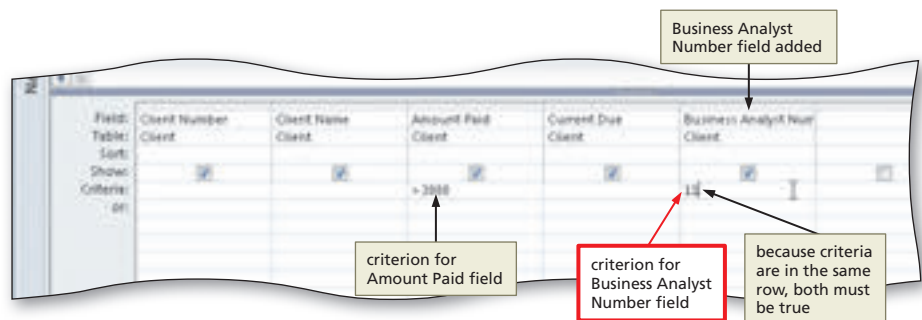 Business Analyst
Number field added
Field: Client Number Client Name Amount Paid Current Due Business Analyst Num
Table: Client Client Client Client Client
Sort:
Show:
Criteria: 
or:
criterion for
Amount Paid field
criterion for
Business Analyst
Number field
because criteria
are in the same
row, both must
be true